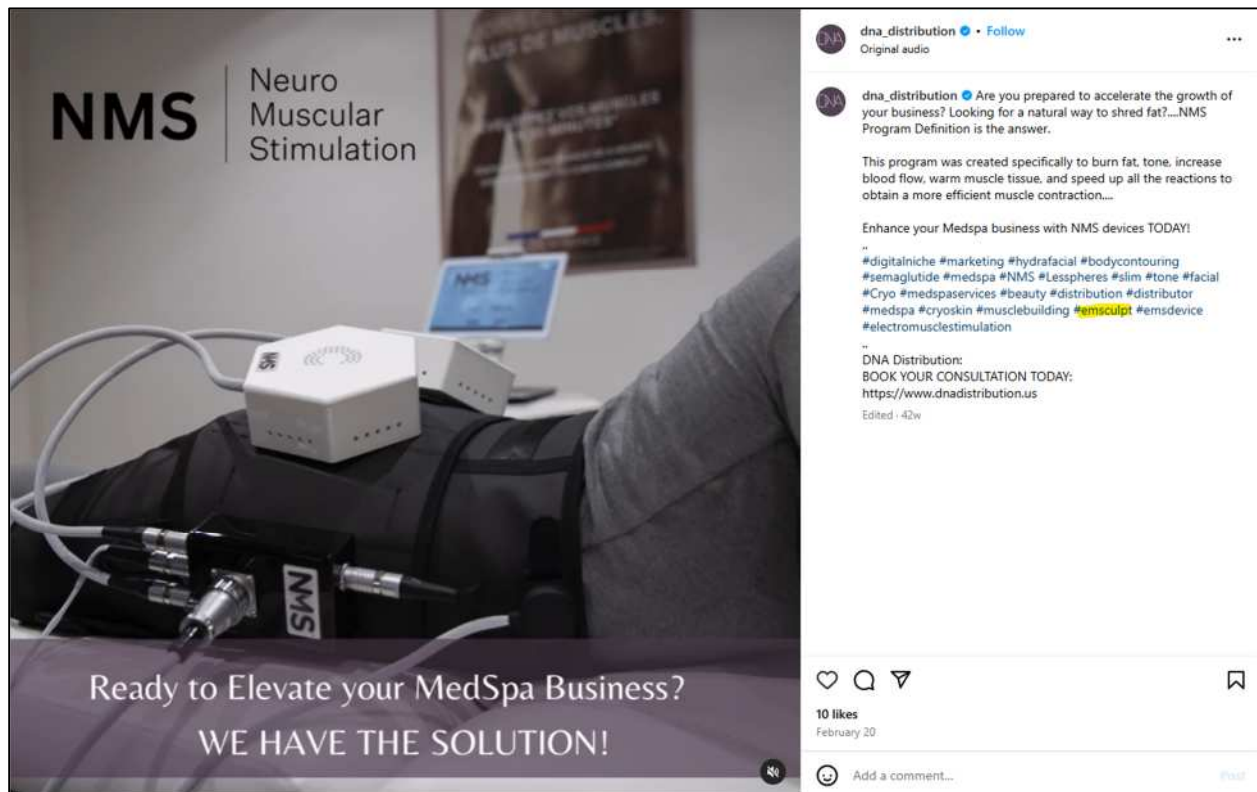 NMS
Neuro
Muscular
Stimulation
PLUS DE MUSCLES.
NMS
NMS
NMS
Ready to Elevate your MedSpa Business?
WE HAVE THE SOLUTION!
DNA
dna_distribution • Follow
Original audio
DNA
dna_distribution Are you prepared to accelerate the growth of
your business? Looking for a natural way to shred fat?....NMS
Program Definition is the answer.
This program was created specifically to burn fat, tone, increase
blood flow, warm muscle tissue, and speed up all the reactions to
obtain a more efficient muscle contraction....
Enhance your Medspa business with NMS devices TODAY!
..
#digitalniche #marketing #hydrafacial #bodycontouring
#semaglutide #medspa #NMS #Lesspheres #slim #tone #facial
#Cryo #medspaservices #beauty #distribution #distributor
#medspa #cryoskin #musclebuilding #emsculpt #emsdevice
#electromusclestimulation
..
DNA Distribution:
BOOK YOUR CONSULTATION TODAY:
https://www.dnadistribution.us
Edited · 42w
10 likes
February 20
Add a comment...
Post